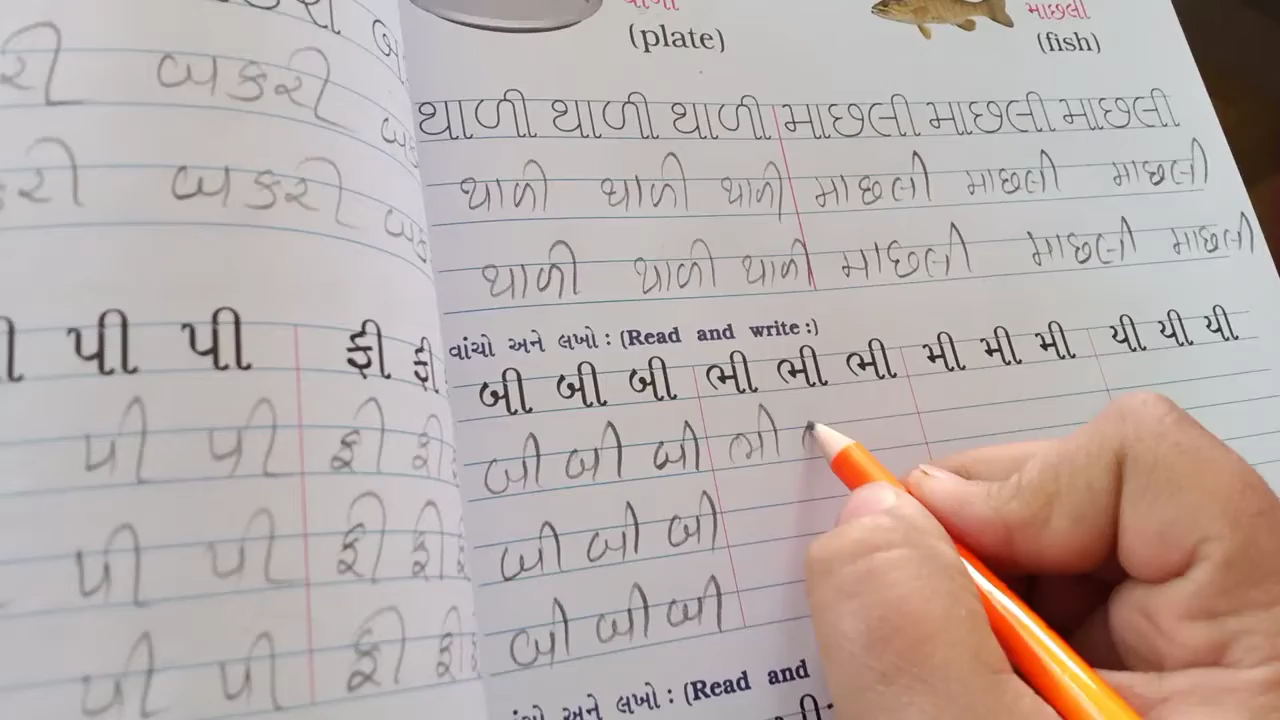 બકરી
બકરી
પી પી ફી ફી
પી પી ફી ફી
પી પી ફી ફી
પી પી ફી ફી
થાળી માછલી
(plate) (fish)
થાળી થાળી થાળી માછલી માછલી માછલી
થાળી થાળી થાળી માછલી માછલી માછલી
થાળી થાળી થાળી માછલી માછલી માછલી
વાંચો અને લખો : (Read and write :)
બી બી બી ભી ભી ભી મી મી મી યી યી યી
બી બી બી ભી
બી બી બી
બી બી બી
અને લખો : (Read and